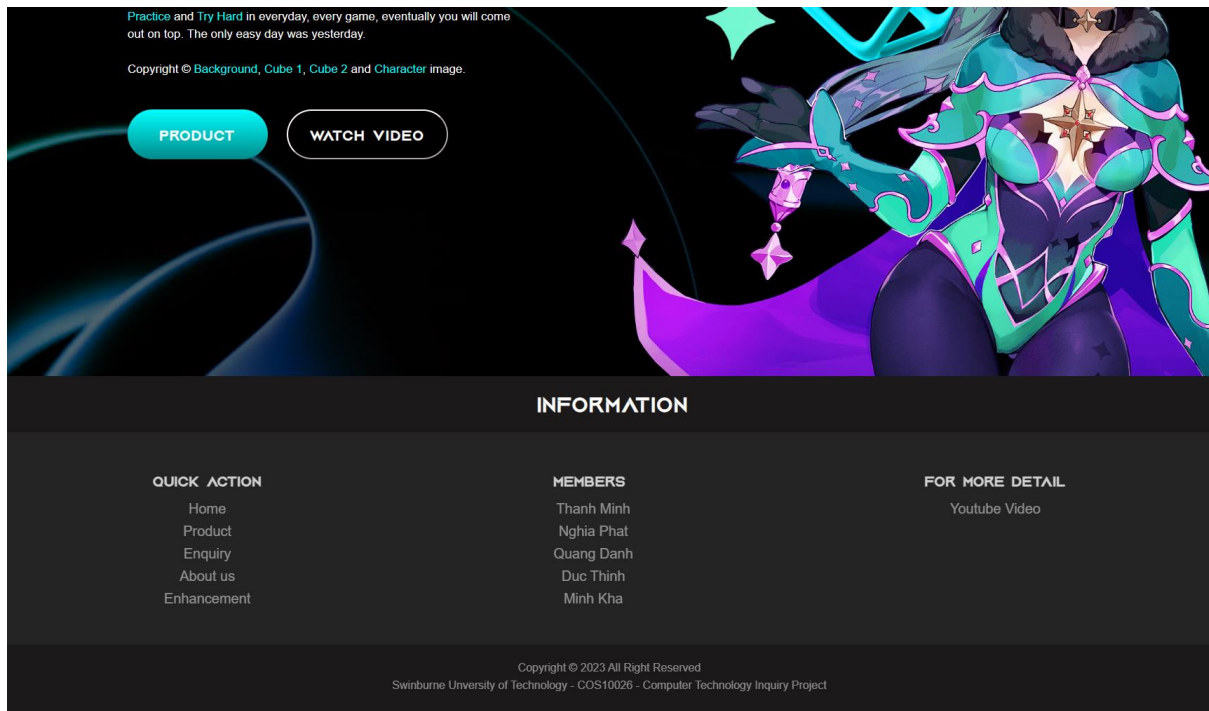 Practice and Try Hard in everyday, every game, eventually you will come
out on top. The only easy day was yesterday.
Copyright © Background, Cube 1, Cube 2 and Character image.
PRODUCT
WATCH VIDEO
INFORMATION
QUICK ACTION
Home
Product
Enquiry
About us
Enhancement
MEMBERS
Thanh Minh
Nghia Phat
Quang Danh
Duc Thinh
Minh Kha
FOR MORE DETAIL
Youtube Video
Copyright © 2023 All Right Reserved
Swinburne Unversity of Technology - COS10026 - Computer Technology Inquiry Project